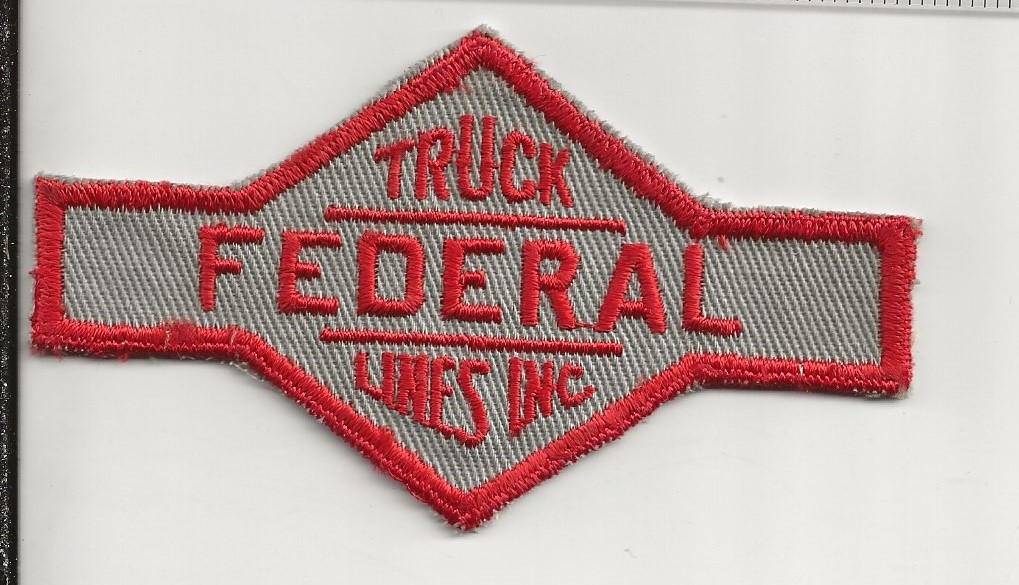 TRUCK
FEDERAL
LINES INC